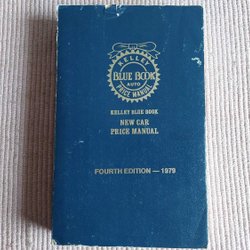 KELLEY
BLUE BOOK
AUTO
PRICE MANUAL
KELLEY BLUE BOOK
NEW CAR
PRICE MANUAL
FOURTH EDITION — 1979